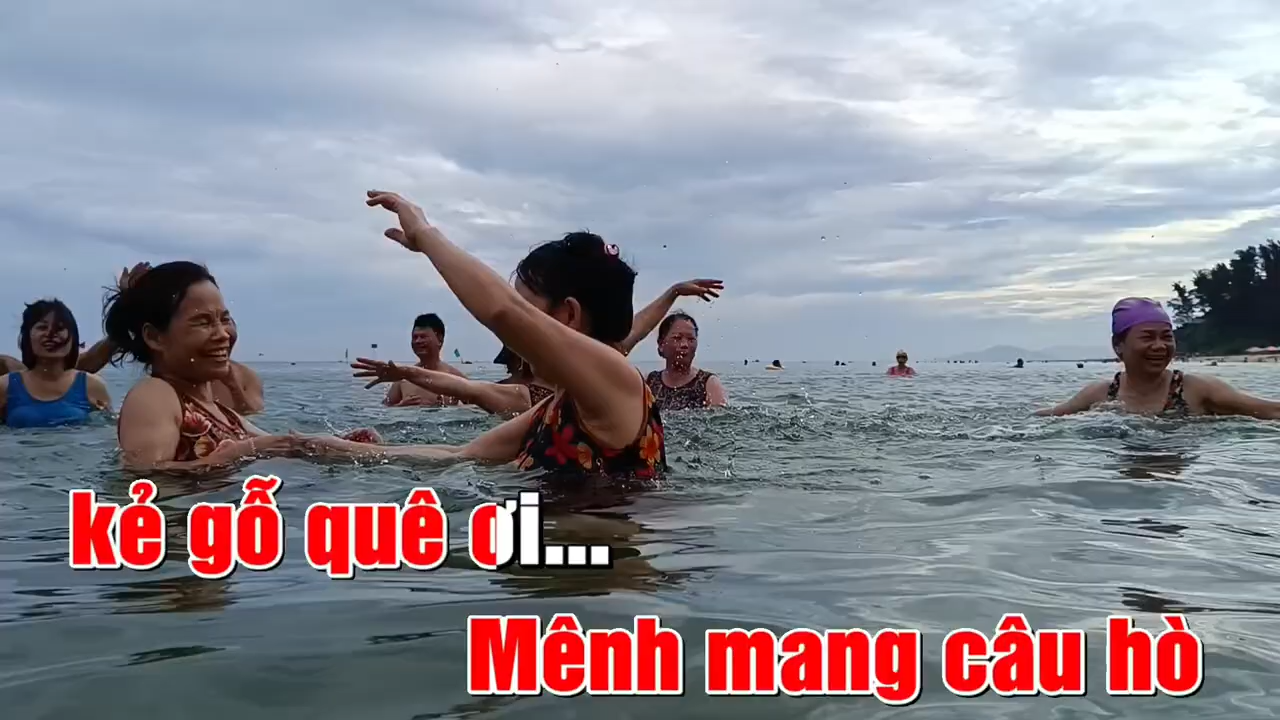 kẻ gỗ quê ơi...
Mênh mang câu hò